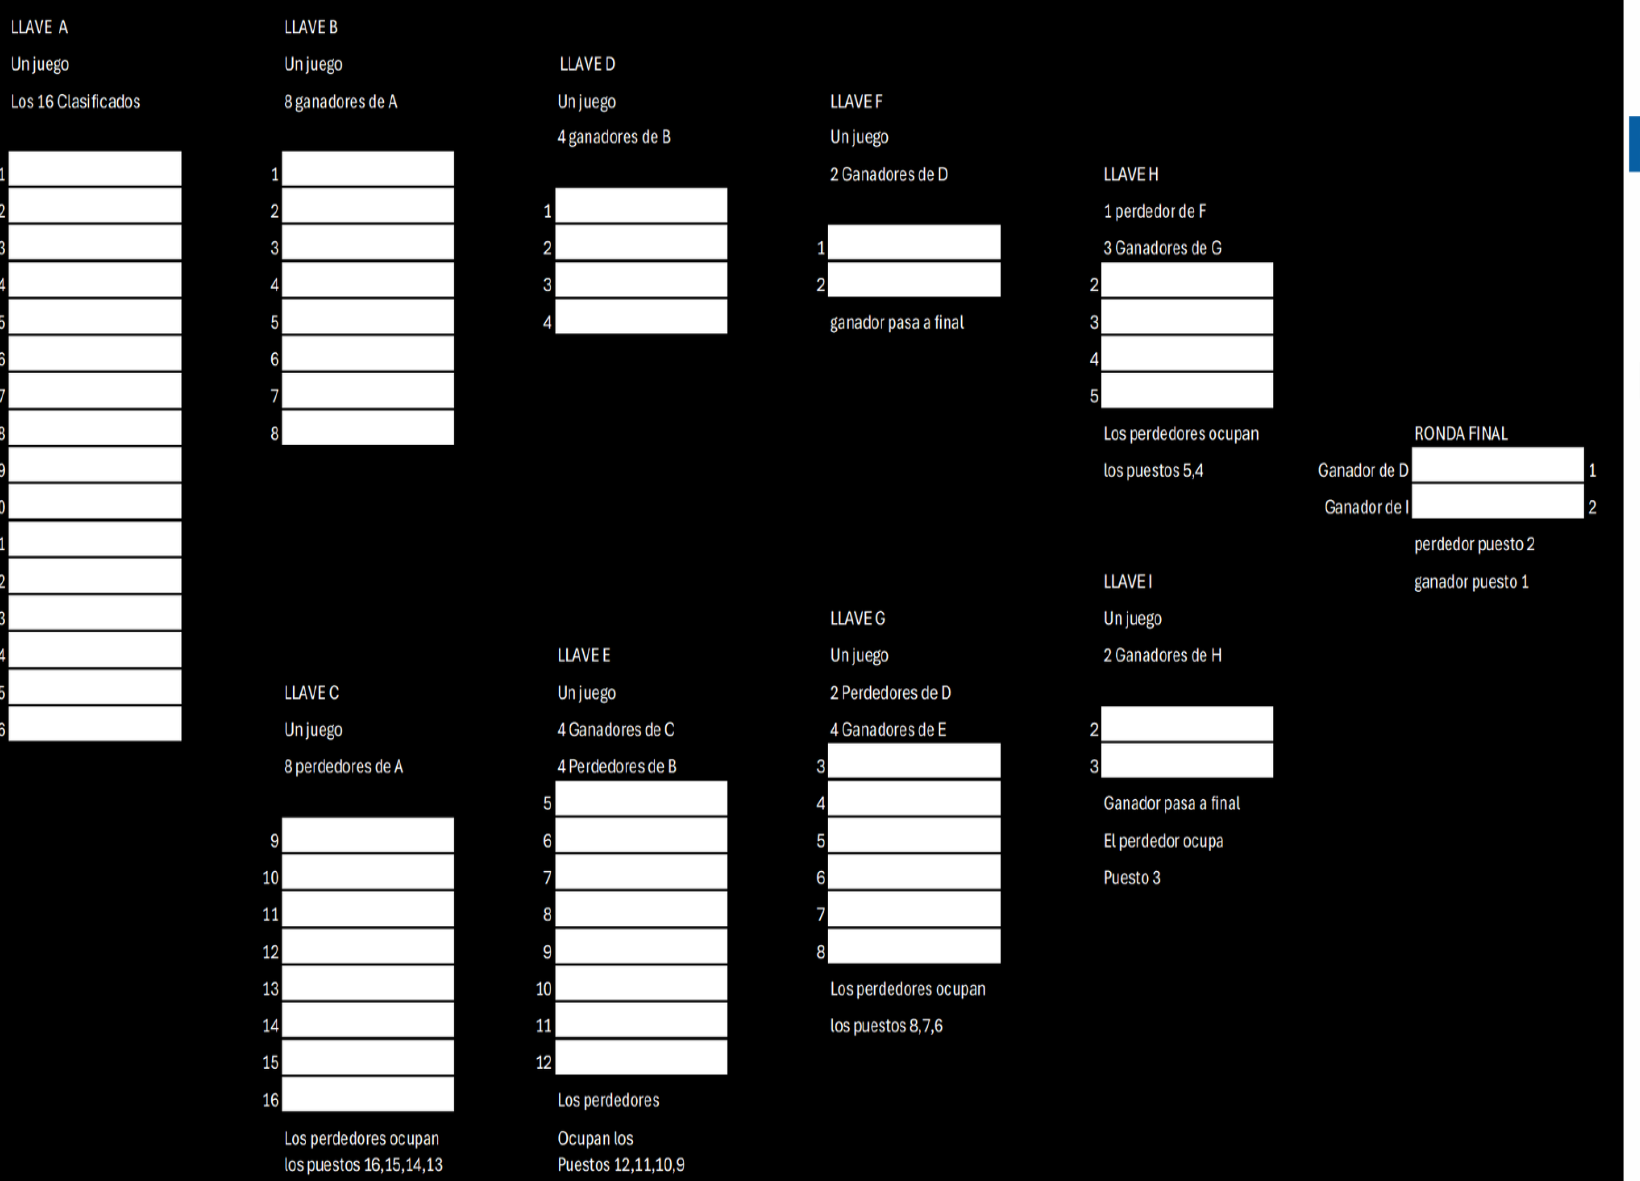 LLAVE A
Un juego
Los 16 Clasificados
1
2
3
4
5
6
7
8
9
0
1
2
3
4
5
6
LLAVE B
Un juego
8 ganadores de A
1
2
3
4
5
6
7
8
LLAVE C
Un juego
8 perdedores de A
9
10
11
12
13
14
15
16
Los perdedores ocupan
los puestos 16,15,14,13
LLAVE D
Un juego
4 ganadores de B
1
2
3
4
LLAVE E
Un juego
4 Ganadores de C
4 Perdedores de B
5
6
7
8
9
10
11
12
Los perdedores
Ocupan los
Puestos 12,11,10,9
LLAVE F
Un juego
2 Ganadores de D
1
2
ganador pasa a final
LLAVE G
Un juego
2 Perdedores de D
4 Ganadores de E
3
4
5
6
7
8
Los perdedores ocupan
los puestos 8,7,6
LLAVE H
1 perdedor de F
3 Ganadores de G
2
3
4
5
Los perdedores ocupan
los puestos 5,4
LLAVE I
Un juego
2 Ganadores de H
2
3
Ganador pasa a final
El perdedor ocupa
Puesto 3
RONDA FINAL
Ganador de D 1
Ganador de I 2
perdedor puesto 2
ganador puesto 1